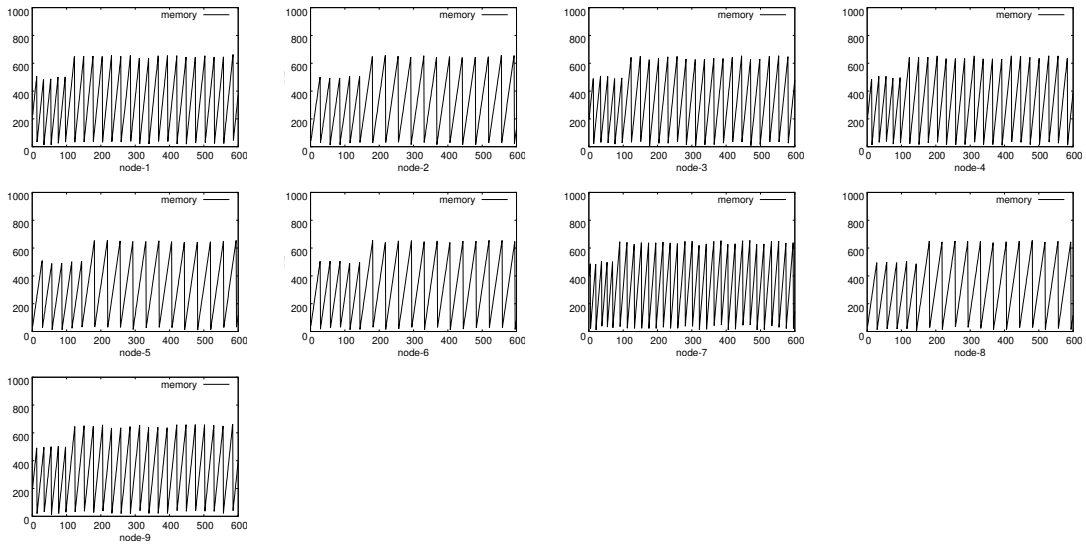 1000 memory 1000 memory 1000 memory 1000 memory
800 800 800 800
600 600 600 600
400 400 400 400
200 200 200 200
0 0 0 0
0 100 200 300 400 500 600 0 100 200 300 400 500 600 0 100 200 300 400 500 600 0 100 200 300 400 500 600
node-1 node-2 node-3 node-4
1000 memory 1000 memory 1000 memory 1000 memory
800 800 800 800
600 600 600 600
400 400 400 400
200 200 200 200
0 0 0 0
0 100 200 300 400 500 600 0 100 200 300 400 500 600 0 100 200 300 400 500 600 0 100 200 300 400 500 600
node-5 node-6 node-7 node-8
1000 memory
800
600
400
200
0
0 100 200 300 400 500 600
node-9